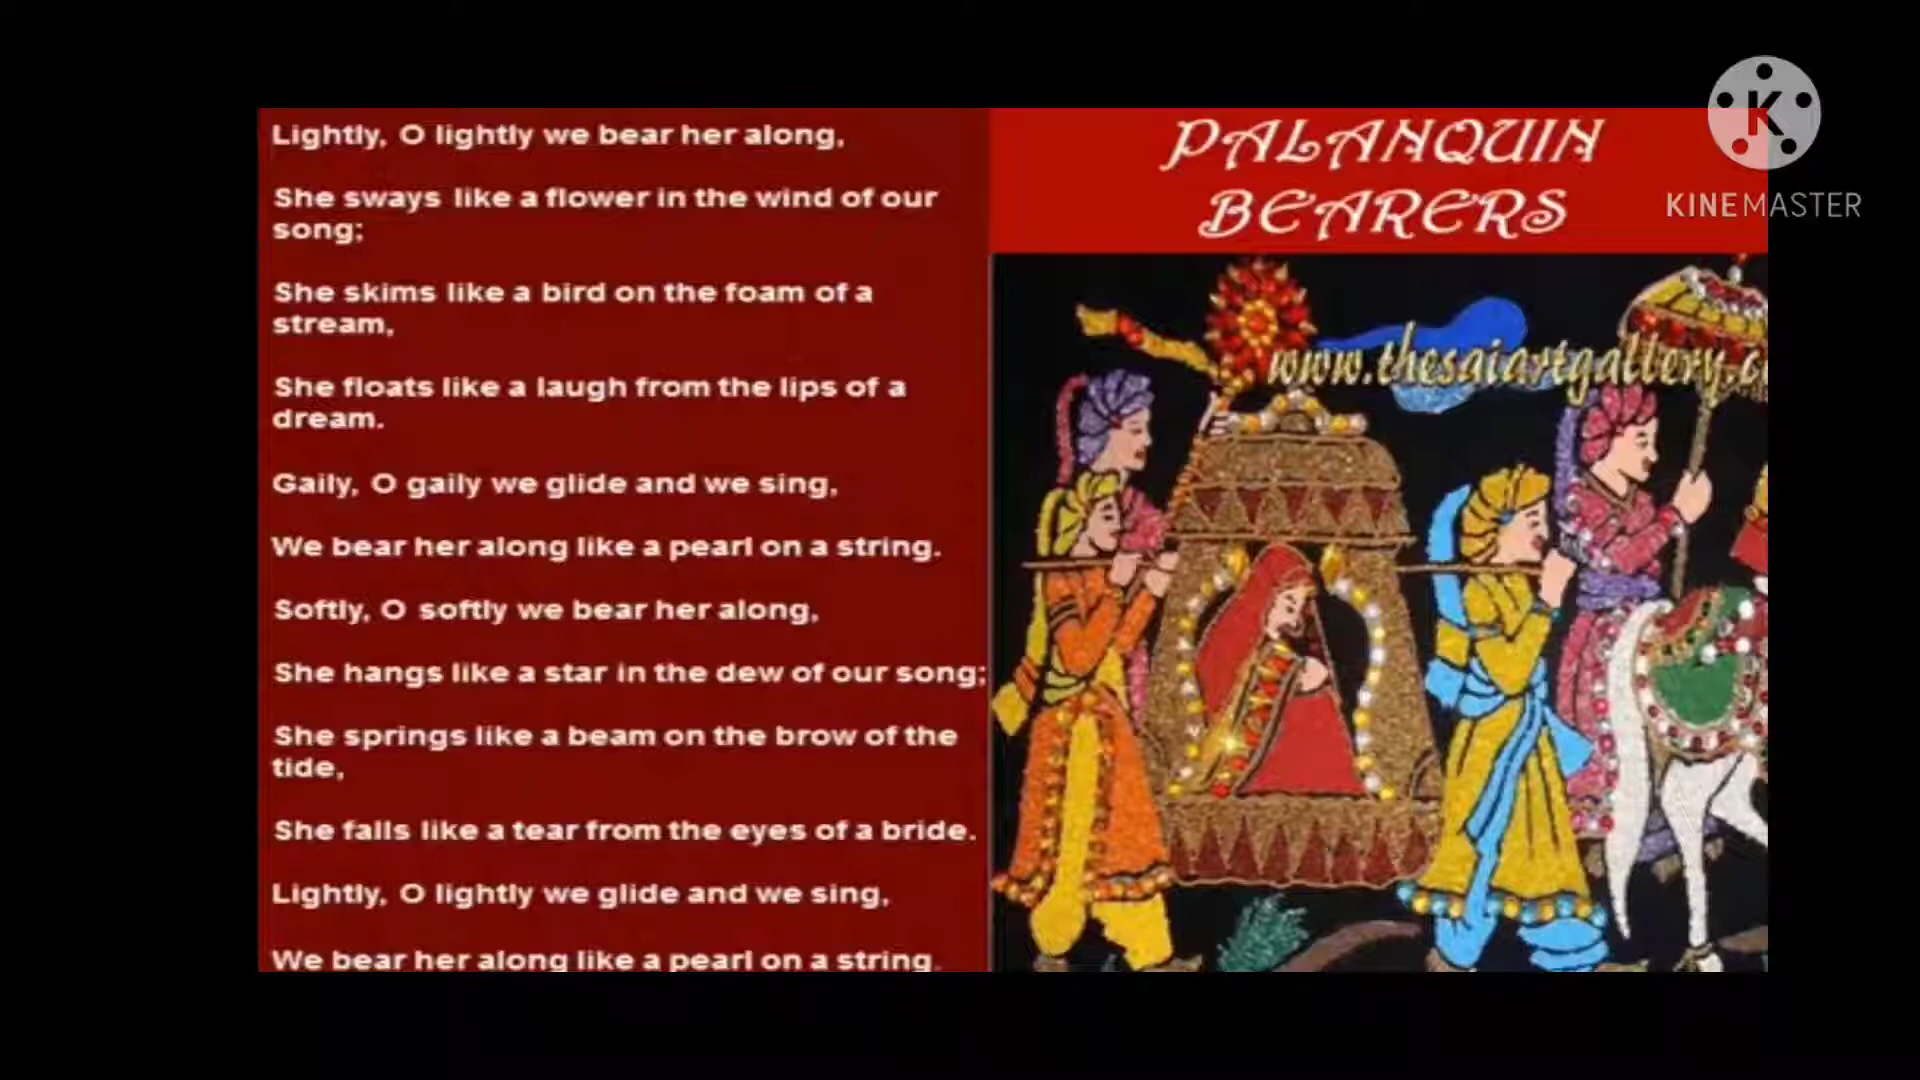 Lightly, O lightly we bear her along,
She sways like a flower in the wind of our
song;
She skims like a bird on the foam of a
stream,
She floats like a laugh from the lips of a
dream.
Gaily, O gaily we glide and we sing,
We bear her along like a pearl on a string.
Softly, O softly we bear her along,
She hangs like a star in the dew of our song;
She springs like a beam on the brow of the
tide,
She falls like a tear from the eyes of a bride.
Lightly, O lightly we glide and we sing,
We bear her along like a pearl on a string.
PALANQUIN
BEARERS
www.thesaiartgallery.c
K
KINEMASTER